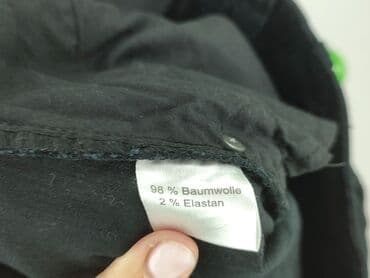 98 % Baumwolle
2 % Elastan